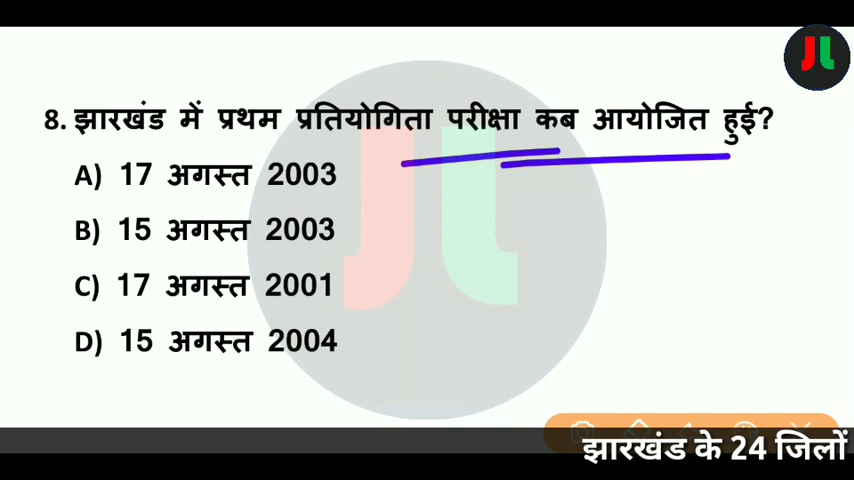 JL
8. झारखंड में प्रथम प्रतियोगिता परीक्षा कब आयोजित हुई?
A) 17 अगस्त 2003
B) 15 अगस्त 2003
C) 17 अगस्त 2001
D) 15 अगस्त 2004
झारखंड के 24 जिलों